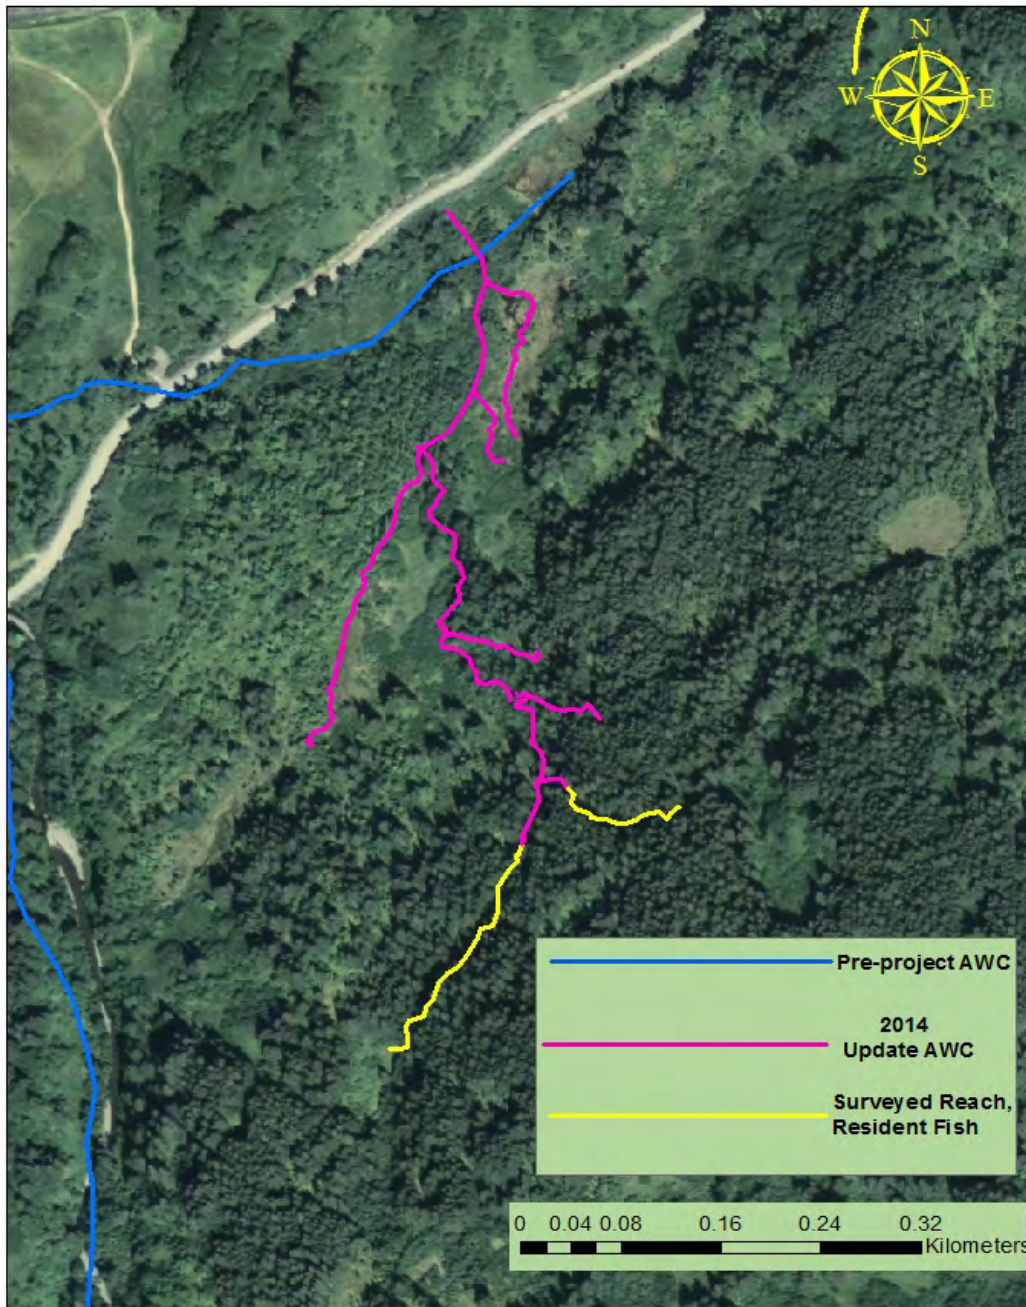 N
W E
S
Pre-project AWC
2014
Update AWC
Surveyed Reach,
Resident Fish
0 0.04 0.08 0.16 0.24 0.32
Kilometers